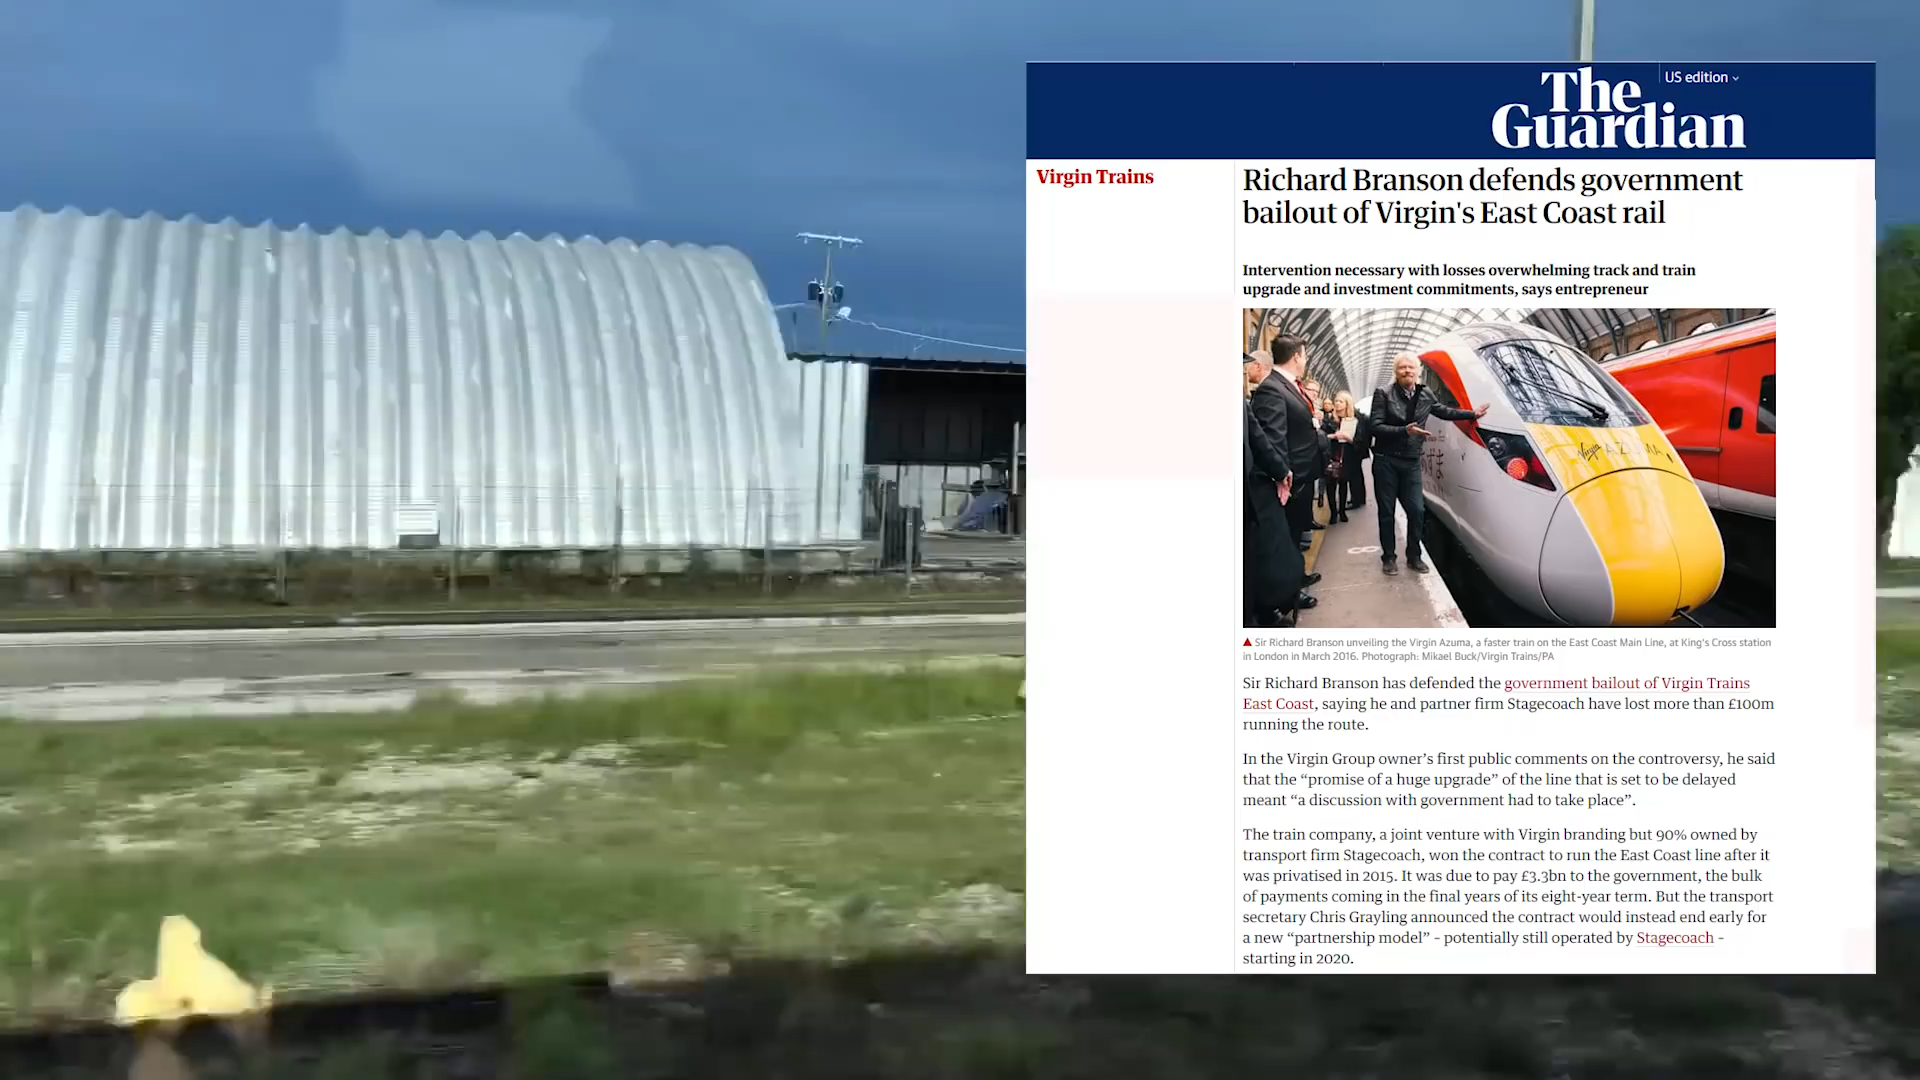 US edition
The
Guardian
Virgin Trains
Richard Branson defends government
bailout of Virgin's East Coast rail
Intervention necessary with losses overwhelming track and train
upgrade and investment commitments, says entrepreneur
Virgin AZUMA
Sir Richard Branson unveiling the Virgin Azuma, a faster train on the East Coast Main Line, at King's Cross station
in London in March 2016. Photograph: Mikael Buck/Virgin Trains/PA
Sir Richard Branson has defended the government bailout of Virgin Trains
East Coast, saying he and partner firm Stagecoach have lost more than £100m
running the route.
In the Virgin Group owner’s first public comments on the controversy, he said
that the “promise of a huge upgrade” of the line that is set to be delayed
meant “a discussion with government had to take place”.
The train company, a joint venture with Virgin branding but 90% owned by
transport firm Stagecoach, won the contract to run the East Coast line after it
was privatised in 2015. It was due to pay £3.3bn to the government, the bulk
of payments coming in the final years of its eight-year term. But the transport
secretary Chris Grayling announced the contract would instead end early for
a new “partnership model” – potentially still operated by Stagecoach –
starting in 2020.